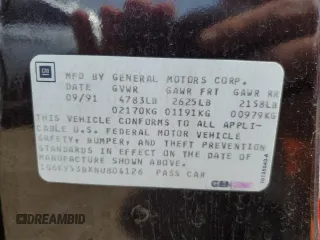 GM
MFD BY GENERAL MOTORS CORP.
DATE GVWR GAWR FRT GAWR RR
09/91 4783LB 2625LB 2158LB
02170KG 01191KG 00979KG
THIS VEHICLE CONFORMS TO ALL APPLI-
CABLE U.S. FEDERAL MOTOR VEHICLE
SAFETY, BUMPER, AND THEFT PREVENTION
STANDARDS IN EFFECT ON THE DATE OF
MANUFACTURE SHOWN ABOVE.
PASS CAR
DREAMBID